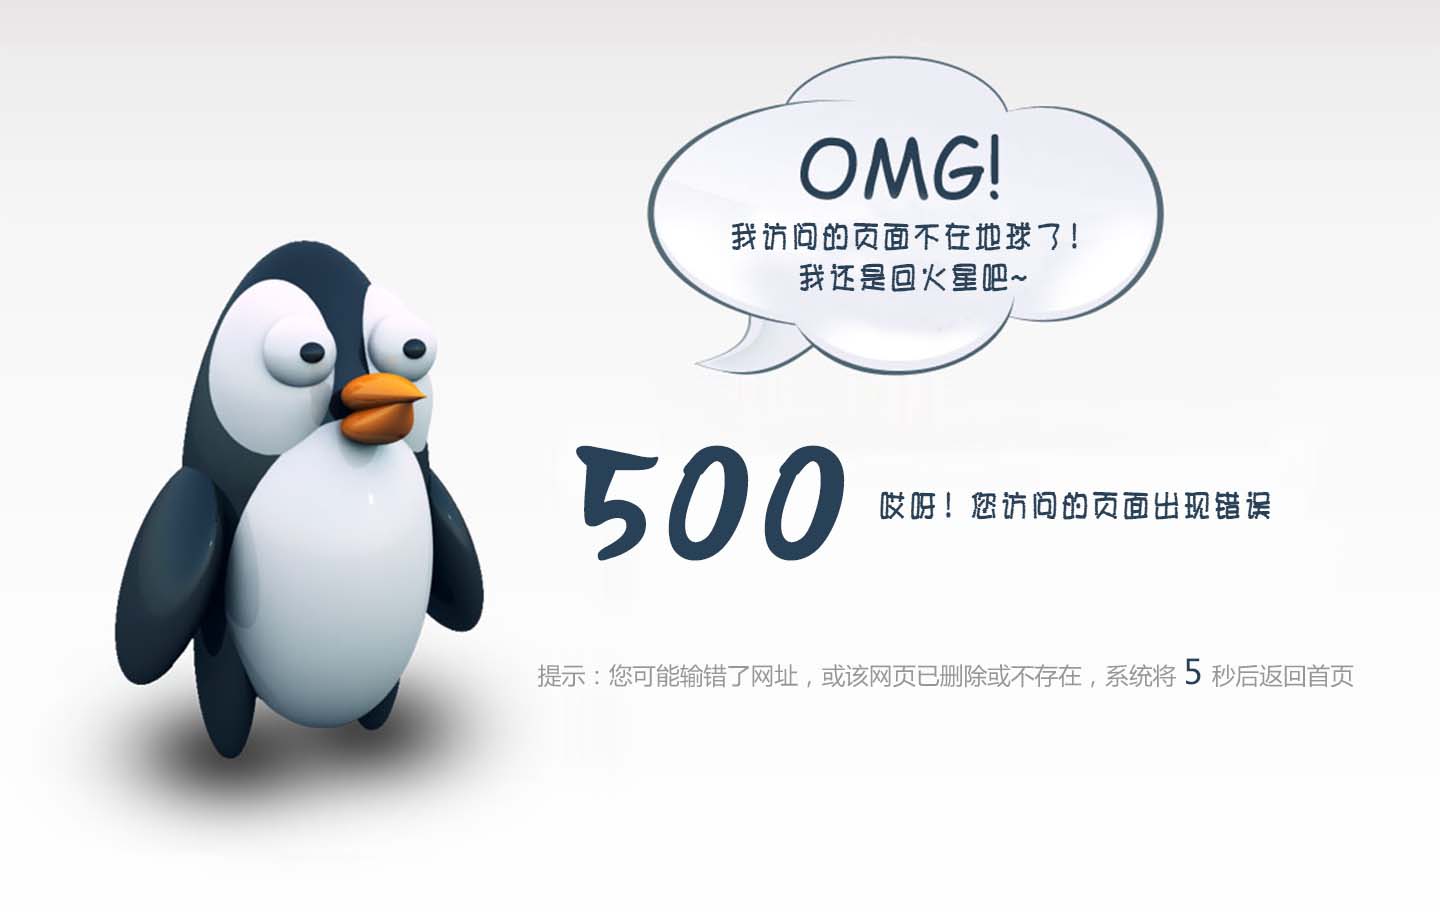 OMG!
我访问的页面不在地球了!
我还是回火星吧~
500
哎呀!您访问的页面出现错误
提示：您可能输错了网址，或该网页已删除或不存在，系统将 5 秒后返回首页